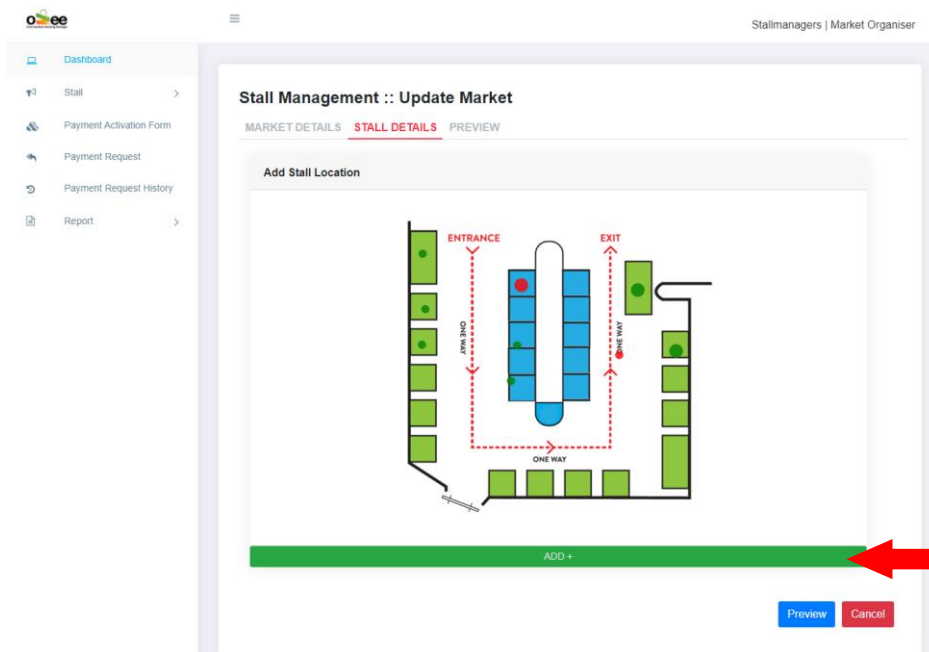 Stallmanagers | Market Organiser
Dashboard
Stall
Payment Activation Form
Payment Request
Payment Request History
Report
Stall Management :: Update Market
MARKET DETAILS STALL DETAILS PREVIEW
Add Stall Location
ENTRANCE EXIT
ONE WAY
ONE WAY
ONE WAY
ADD +
Preview Cancel